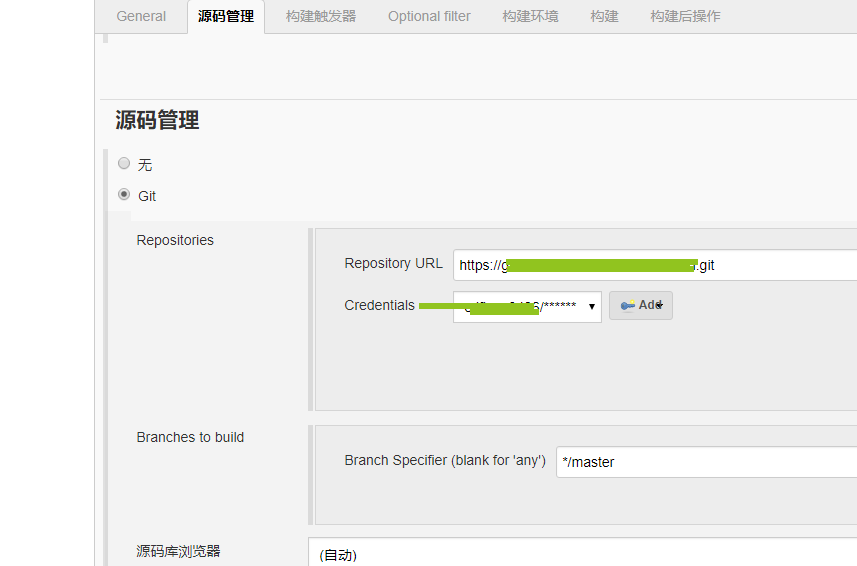 General 源码管理 构建触发器 Optional filter 构建环境 构建 构建后操作
源码管理
无
Git
Repositories
Repository URL https://g .git
Credentials /****** Add
Branches to build
Branch Specifier (blank for 'any') */master
源码库浏览器 (自动)